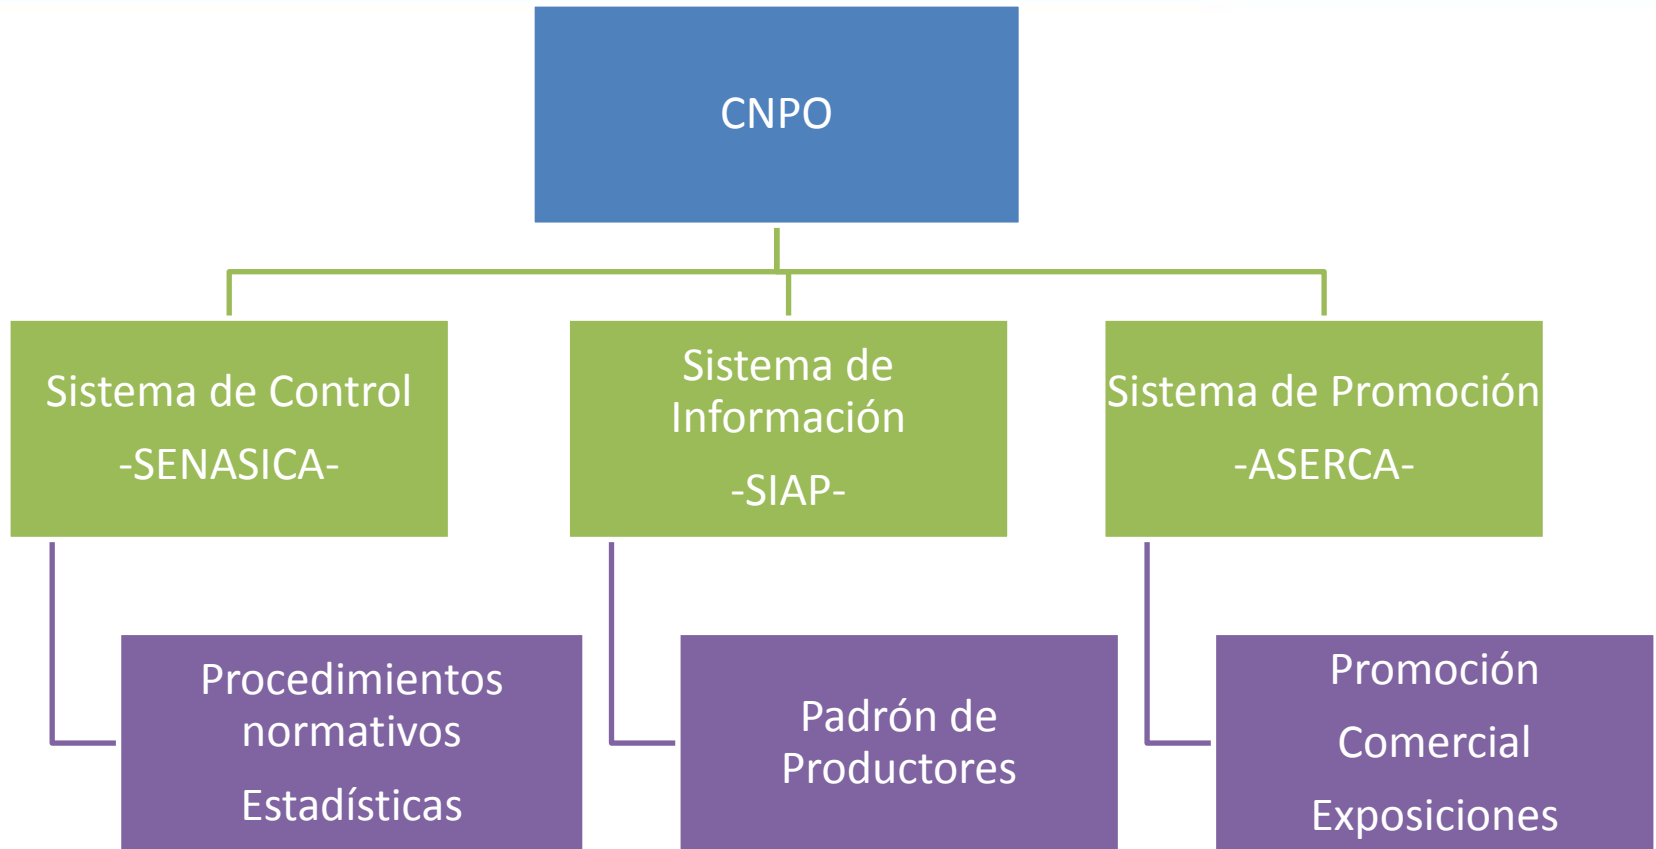 CNPO
Sistema de Control
-SENASICA-
Sistema de
Información
-SIAP-
Sistema de Promoción
-ASERCA-
Procedimientos
normativos
Estadísticas
Padrón de
Productores
Promoción
Comercial
Exposiciones